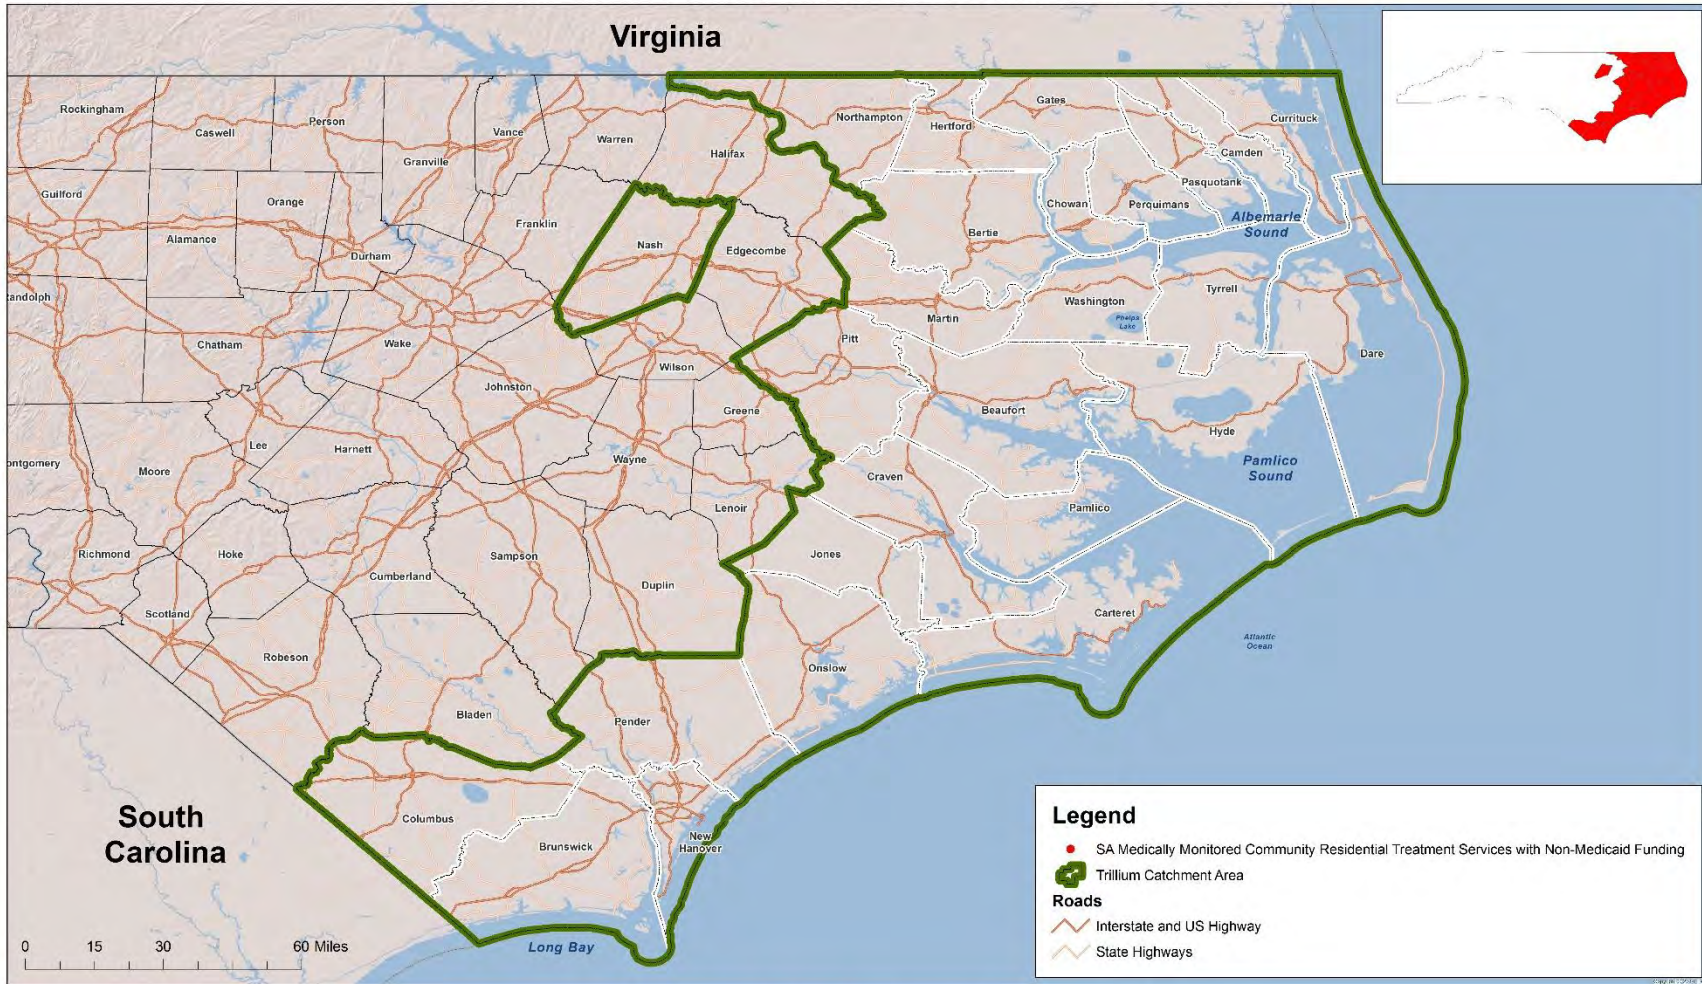 Virginia
Rockingham
Caswell
Person
Granville
Vance
Warren
Halifax
Northampton
Hertford
Gates
Currituck
Camden
Pasquotank
Perquimans
Chowan
Albemarle
Sound
Guilford
Orange
Alamance
Durham
Franklin
Nash
Edgecombe
Bertie
Randolph
Chatham
Wake
Johnston
Wilson
Pitt
Martin
Washington
Phelps
Lake
Tyrrell
Dare
Greene
Beaufort
Hyde
Pamlico
Sound
ontgomery
Moore
Lee
Harnett
Wayne
Lenoir
Craven
Pamlico
Richmond
Hoke
Cumberland
Sampson
Duplin
Jones
Scotland
Robeson
Carteret
Atlantic
Ocean
Onslow
Bladen
Pender
Columbus
Brunswick
New
Hanover
South
Carolina
Long Bay
0 15 30 60 Miles
Legend
SA Medically Monitored Community Residential Treatment Services with Non-Medicaid Funding
Trillium Catchment Area
Roads
Interstate and US Highway
State Highways